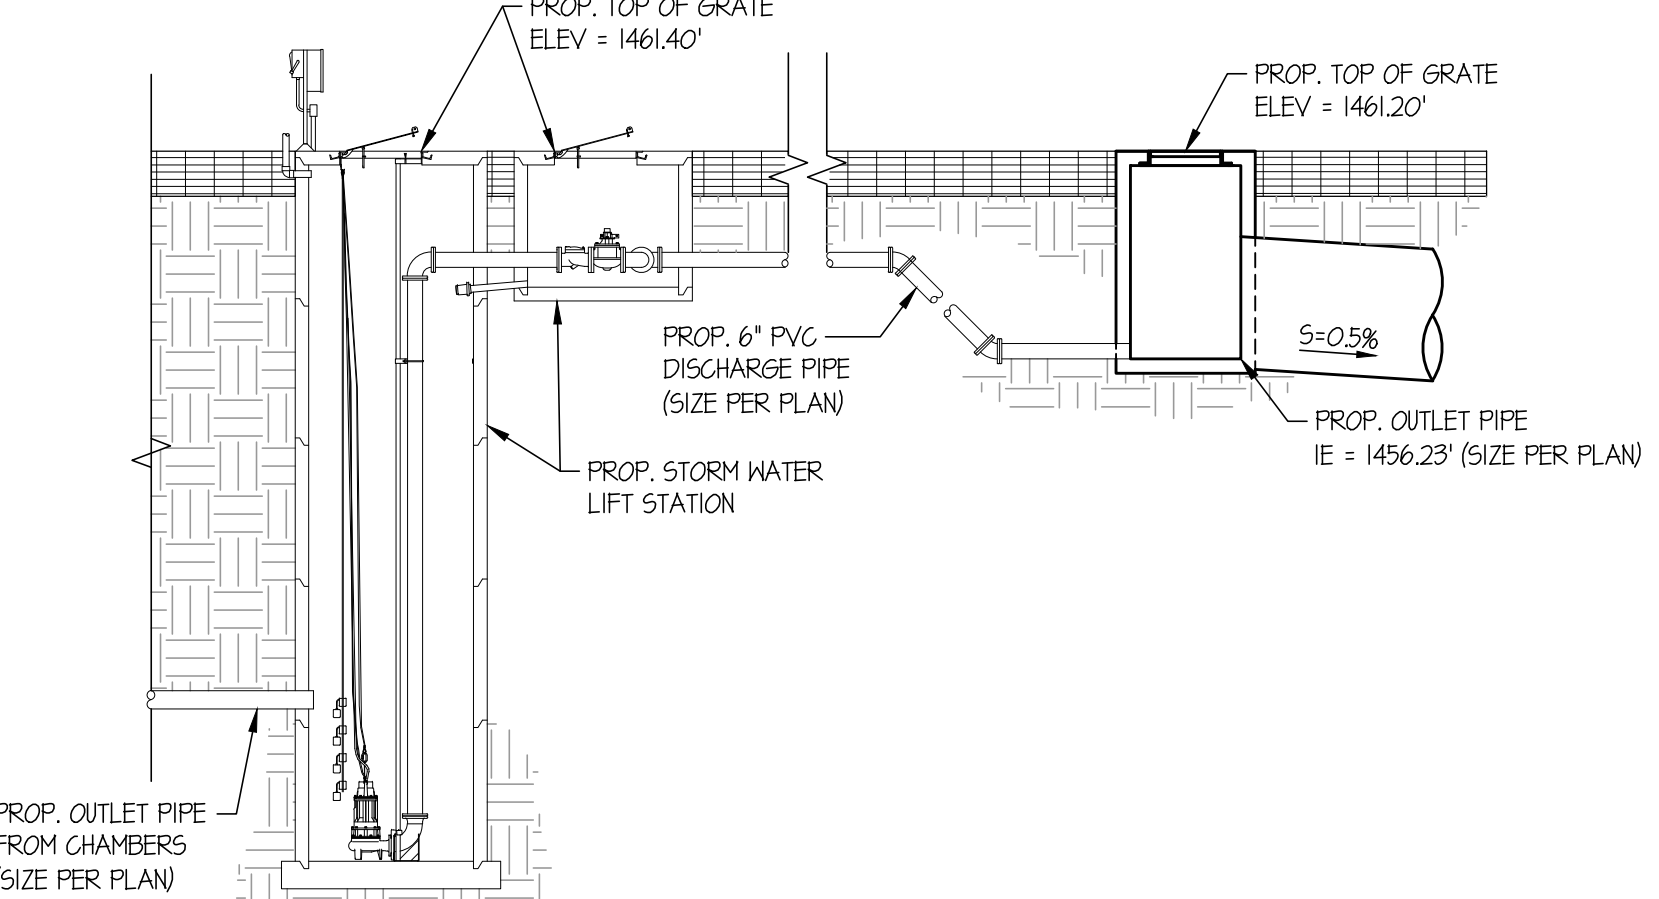 PROP. TOP OF GRATE
ELEV = 1461.40'
PROP. TOP OF GRATE
ELEV = 1461.20'
PROP. 6" PVC
DISCHARGE PIPE
(SIZE PER PLAN)
S=0.5%
PROP. OUTLET PIPE
IE = 1456.23' (SIZE PER PLAN)
PROP. STORM WATER
LIFT STATION
PROP. OUTLET PIPE
FROM CHAMBERS
(SIZE PER PLAN)